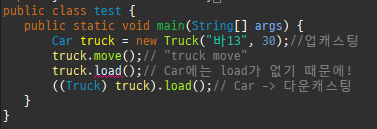 public class test {
public static void main(String[] args) {
Car truck = new Truck("바13", 30);//업캐스팅
truck.move();// "truck move"
truck.load();// Car에는 load가 없기 때문에!
((Truck) truck).load();// Car -> 다운캐스팅
}
}